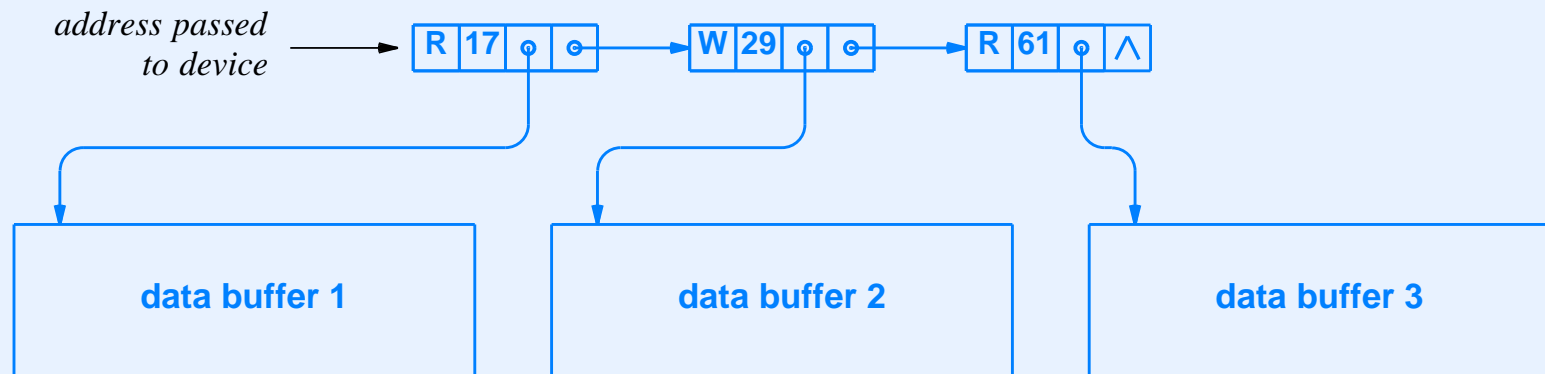 address passed
to device
R 17
W 29
R 61
data buffer 1
data buffer 2
data buffer 3